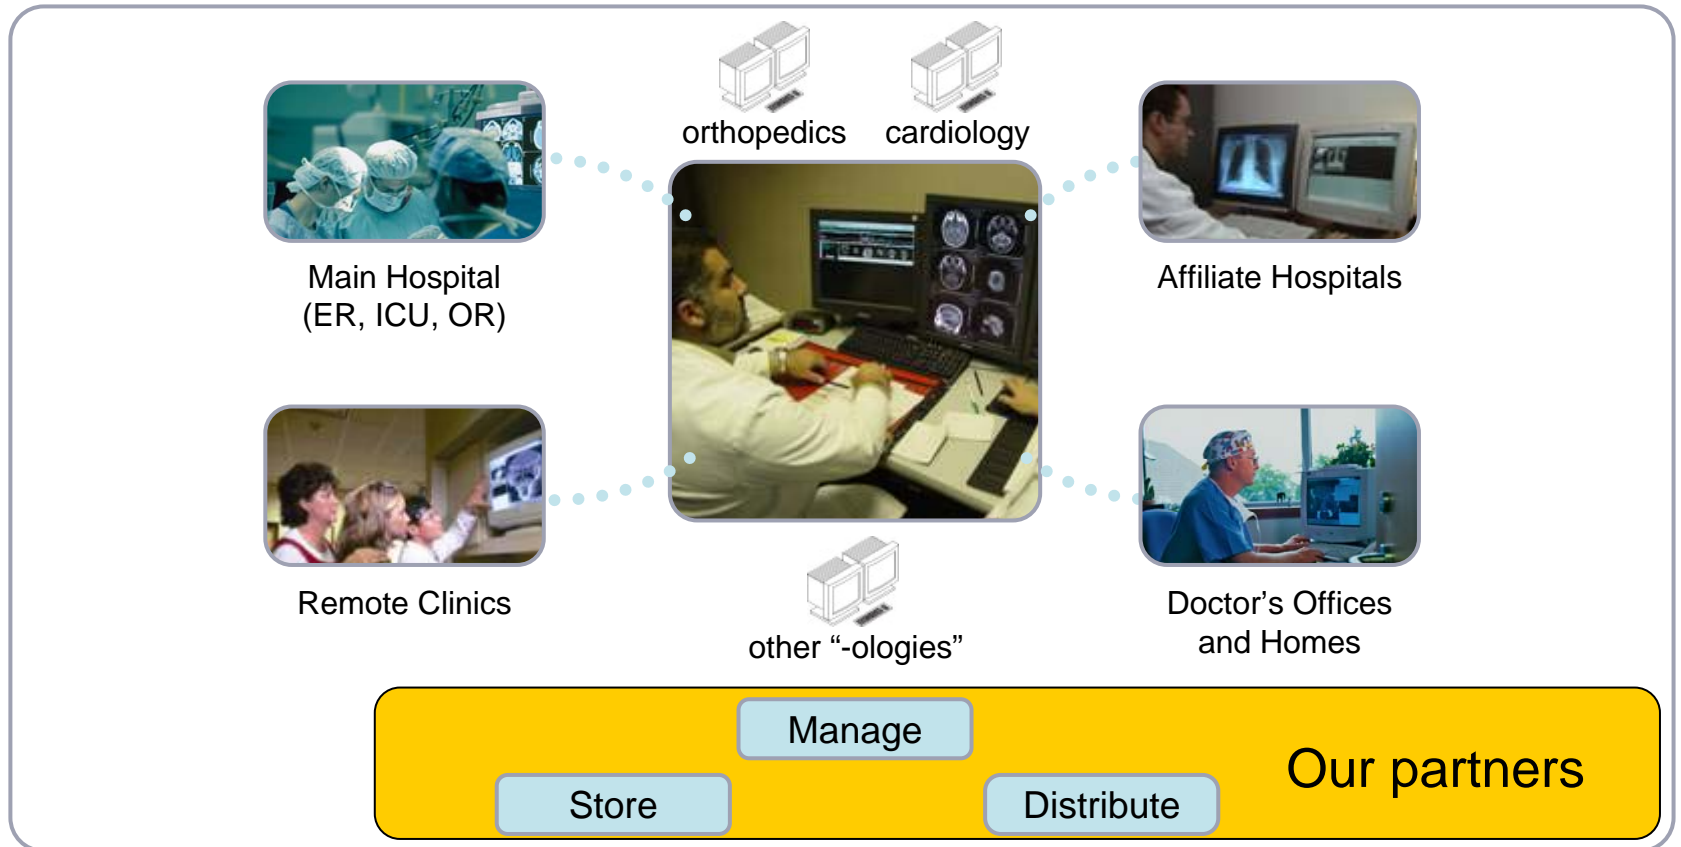 orthopedics
cardiology
Main Hospital
(ER, ICU, OR)
Affiliate Hospitals
Remote Clinics
other “-ologies”
Doctor’s Offices
and Homes
Manage
Our partners
Store
Distribute